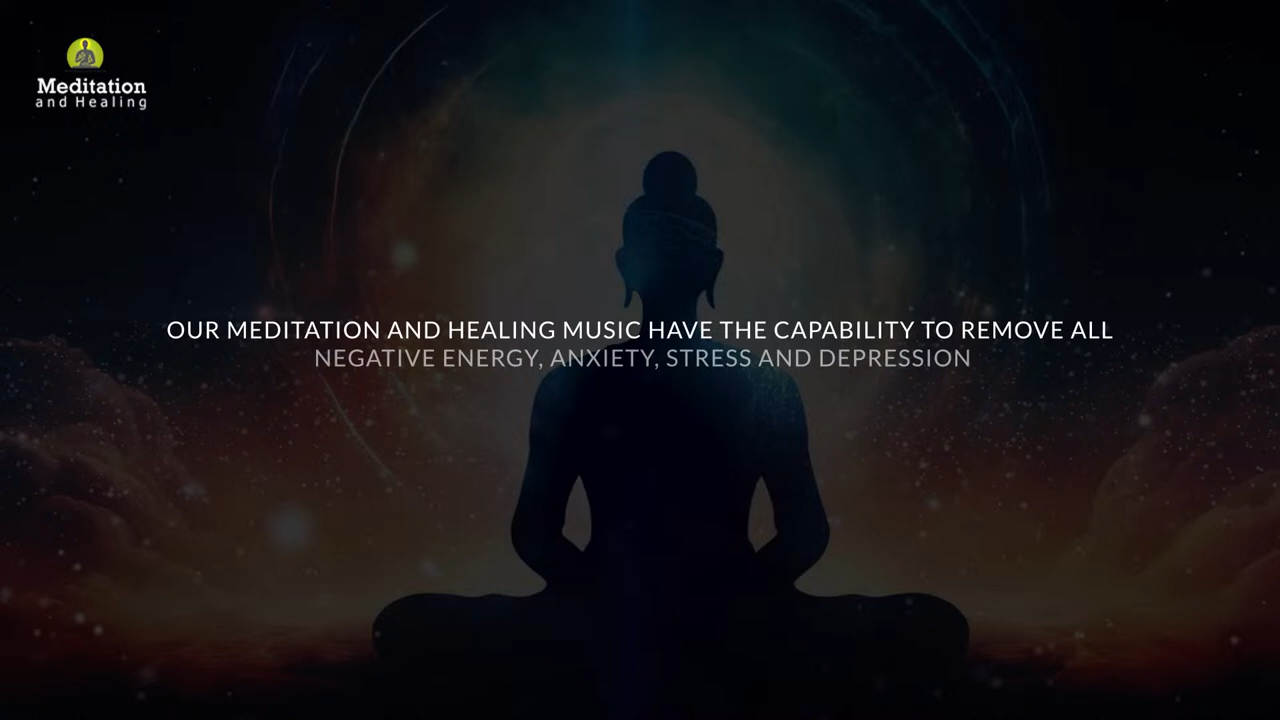 Meditation
and Healing
OUR MEDITATION AND HEALING MUSIC HAVE THE CAPABILITY TO REMOVE ALL
NEGATIVE ENERGY, ANXIETY, STRESS AND DEPRESSION